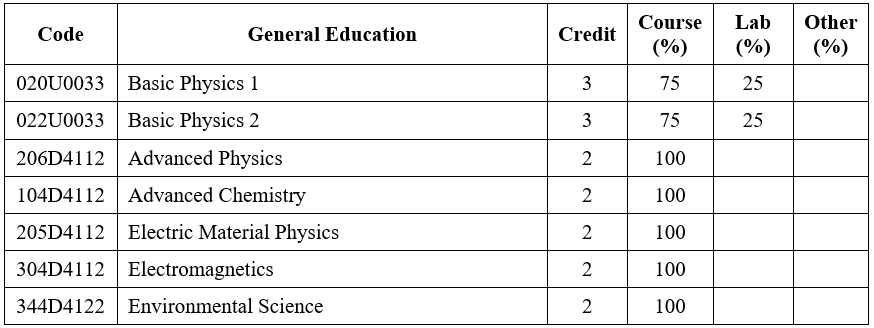 Code General Education Credit Course (%) Lab (%) Other (%)
020U0033 Basic Physics 1 3 75 25
022U0033 Basic Physics 2 3 75 25
206D4112 Advanced Physics 2 100
104D4112 Advanced Chemistry 2 100
205D4112 Electric Material Physics 2 100
304D4112 Electromagnetics 2 100
344D4122 Environmental Science 2 100